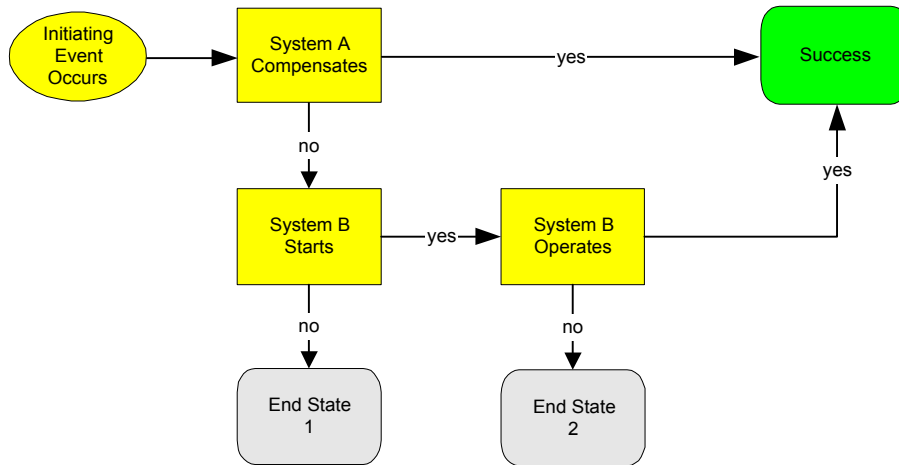 Initiating
Event
Occurs
System A
Compensates
yes
Success
no
yes
System B
Starts
yes
System B
Operates
no
no
End State
1
End State
2